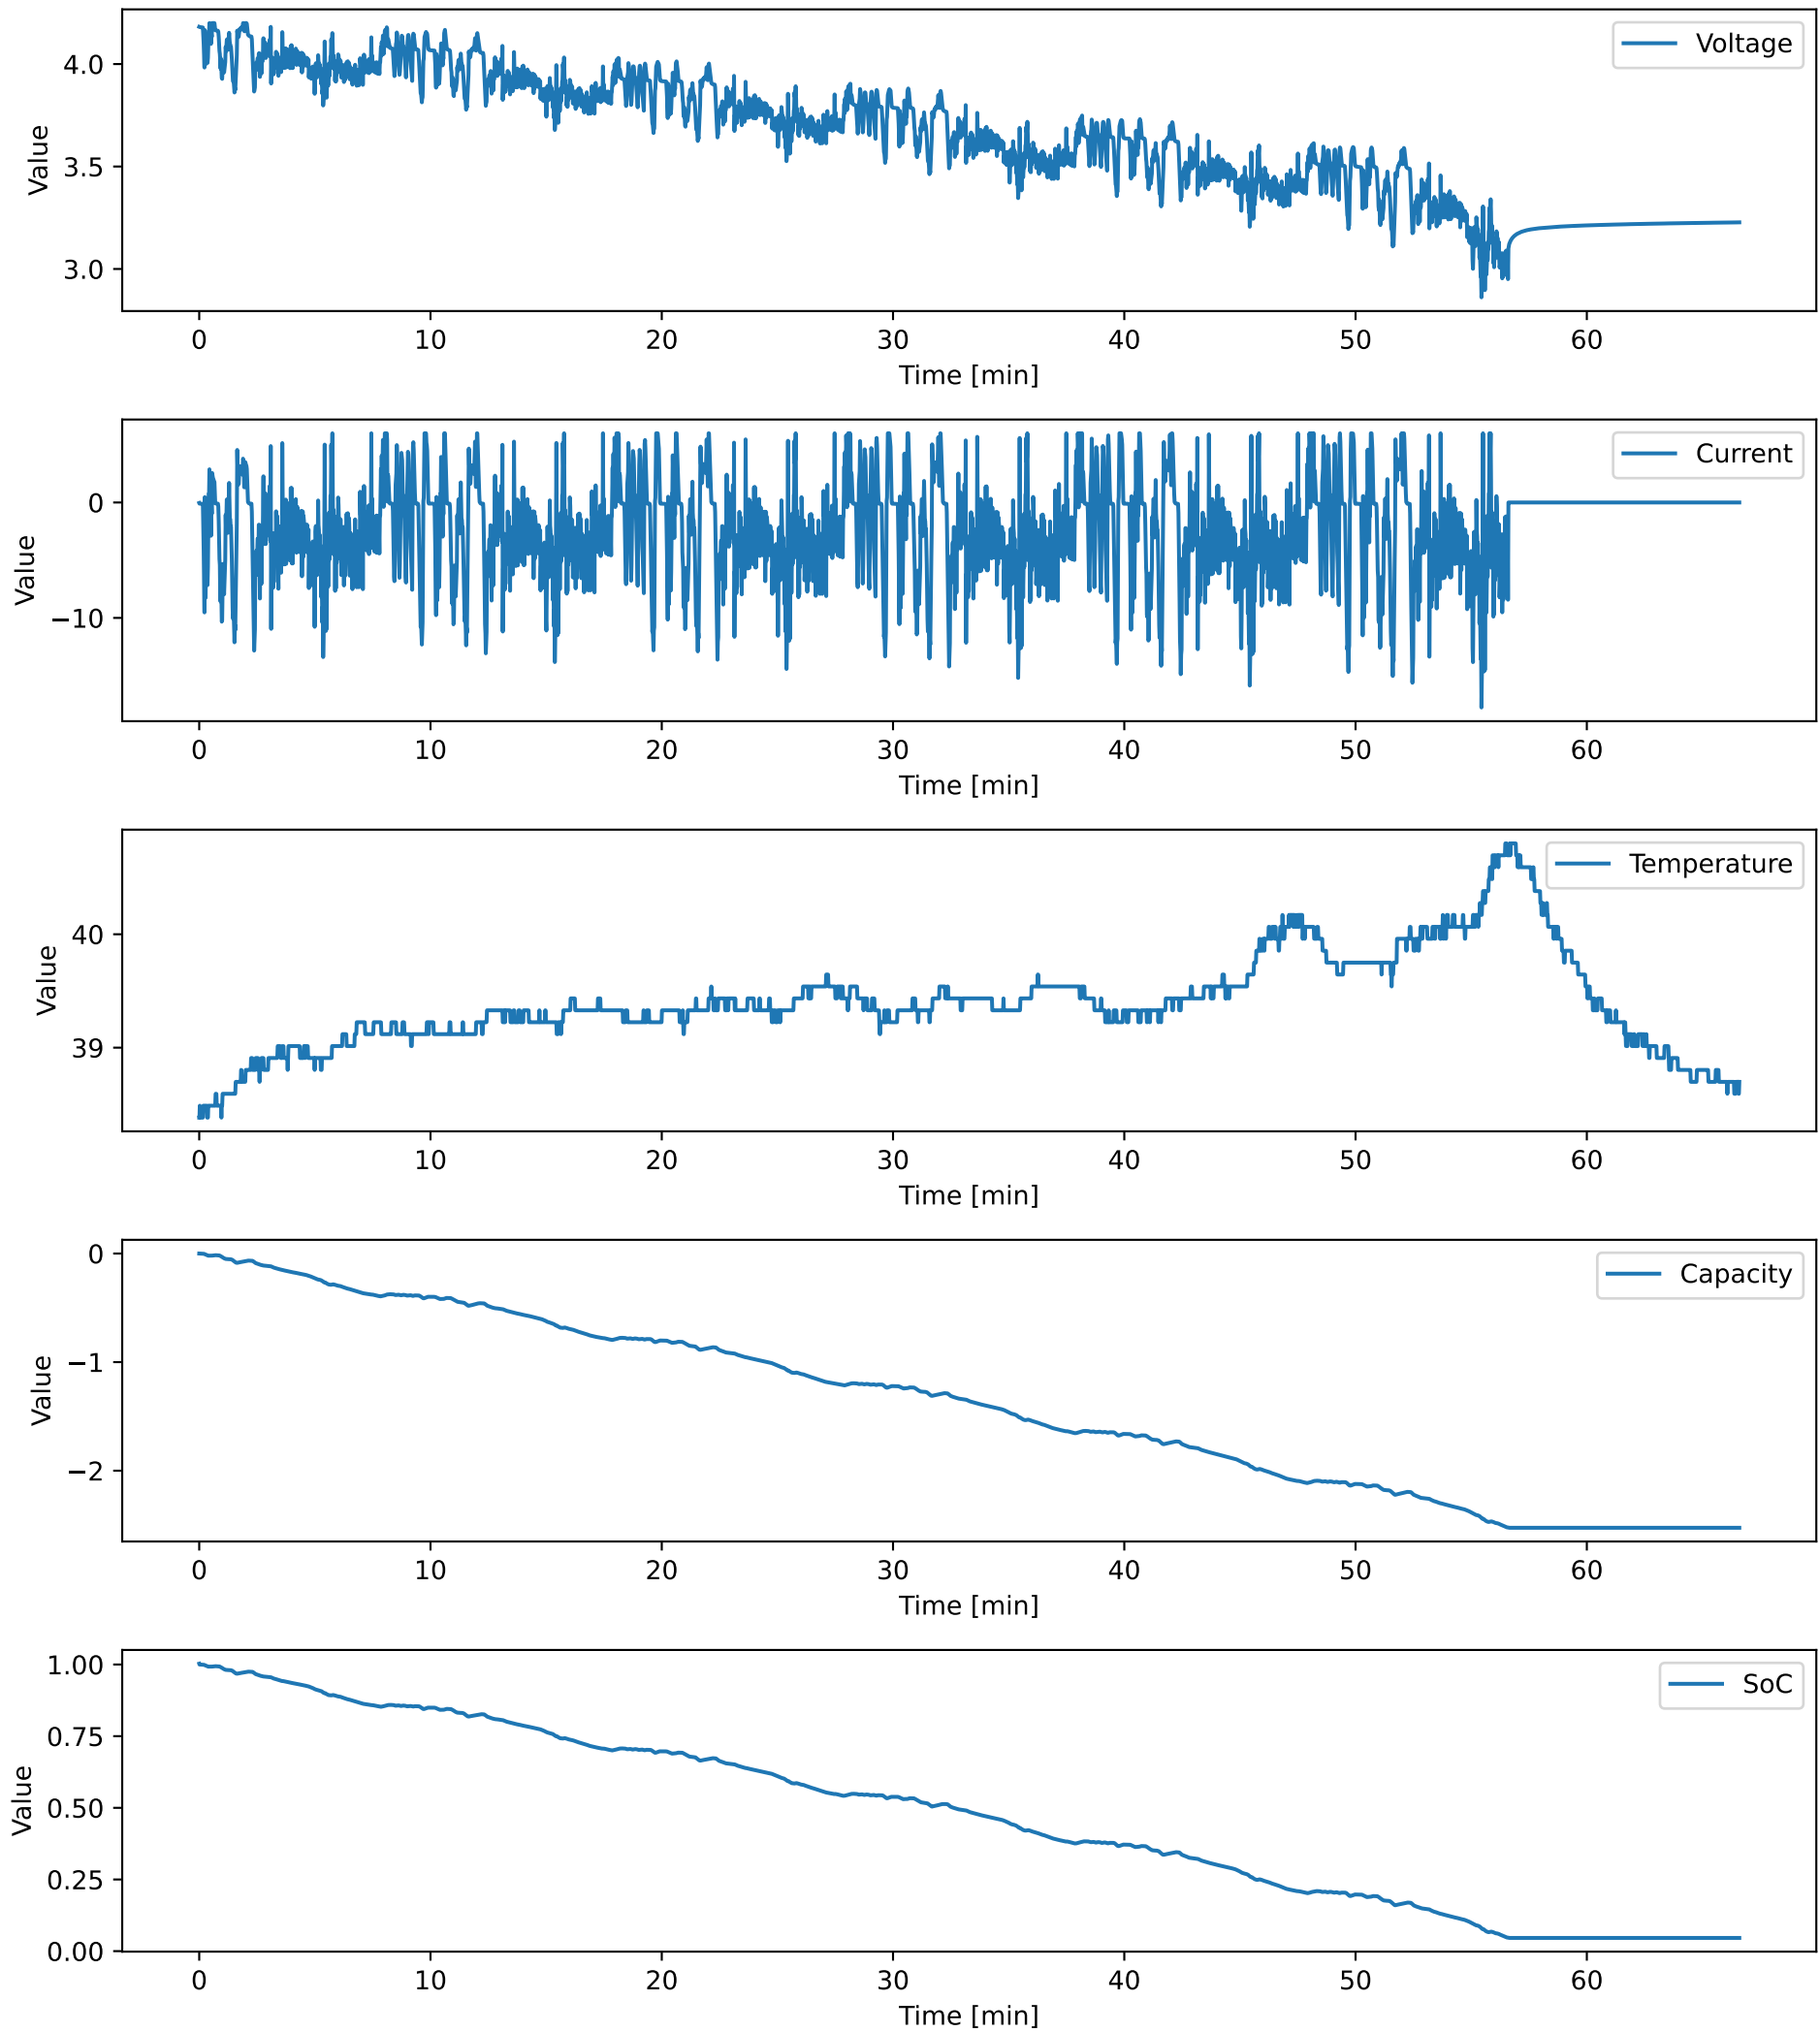 Voltage
4.0
3.5
3.0
Value
0 10 20 30 40 50 60
Time [min]
Current
0
−10
Value
0 10 20 30 40 50 60
Time [min]
Temperature
40
39
Value
0 10 20 30 40 50 60
Time [min]
Capacity
0
−1
−2
Value
0 10 20 30 40 50 60
Time [min]
SoC
1.00
0.75
0.50
0.25
0.00
Value
0 10 20 30 40 50 60
Time [min]